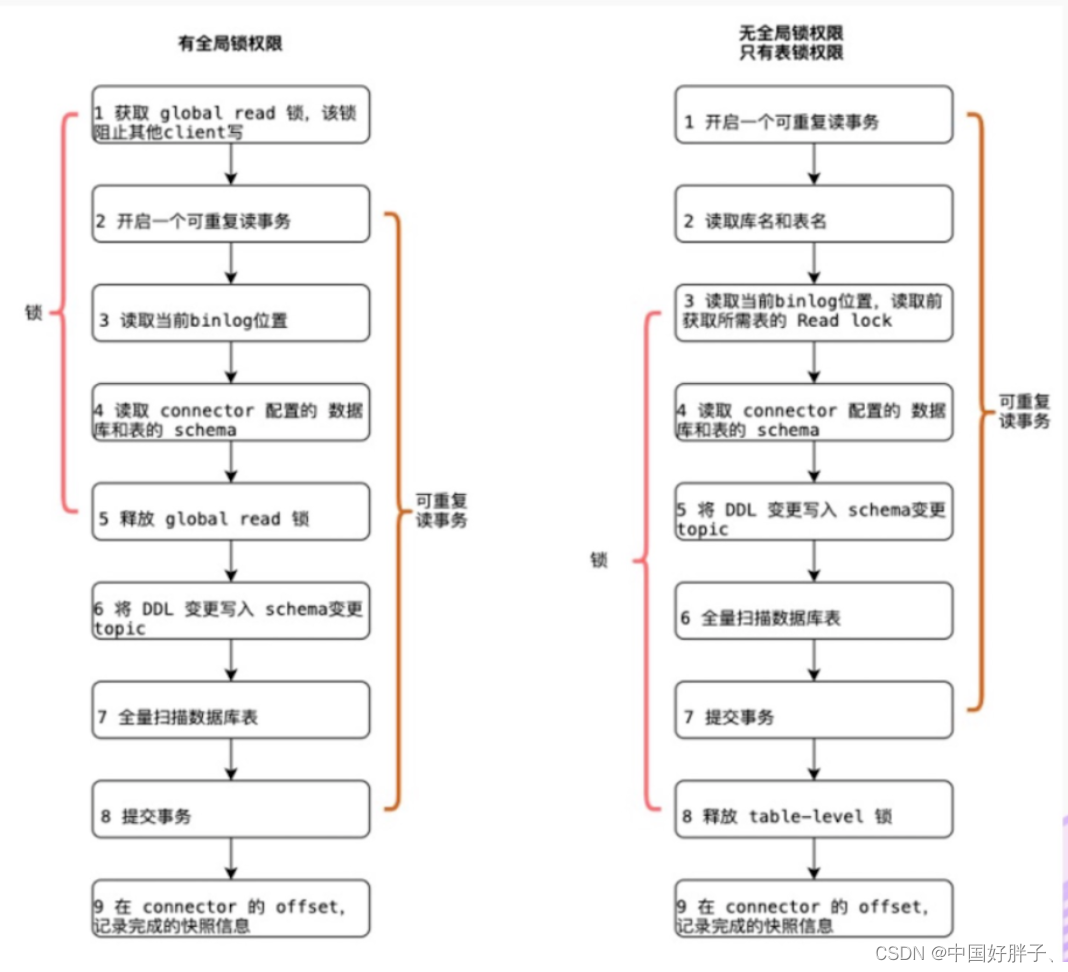 有全局锁权限
1 获取 global read 锁，该锁
阻止其他client写
2 开启一个可重复读事务
3 读取当前binlog位置
4 读取 connector 配置的 数据
库和表的 schema
5 释放 global read 锁
6 将 DDL 变更写入 schema变更
topic
7 全量扫描数据库表
8 提交事务
9 在 connector 的 offset，
记录完成的快照信息
锁
可重复
读事务
无全局锁权限
只有表锁权限
1 开启一个可重复读事务
2 读取库名和表名
3 读取当前binlog位置，读取前
获取所需表的 Read lock
4 读取 connector 配置的 数据
库和表的 schema
5 将 DDL 变更写入 schema变更
topic
6 全量扫描数据库表
7 提交事务
8 释放 table-level 锁
9 在 connector 的 offset，
记录完成的快照信息
锁
可重复
读事务
CSDN @中国好胖子、